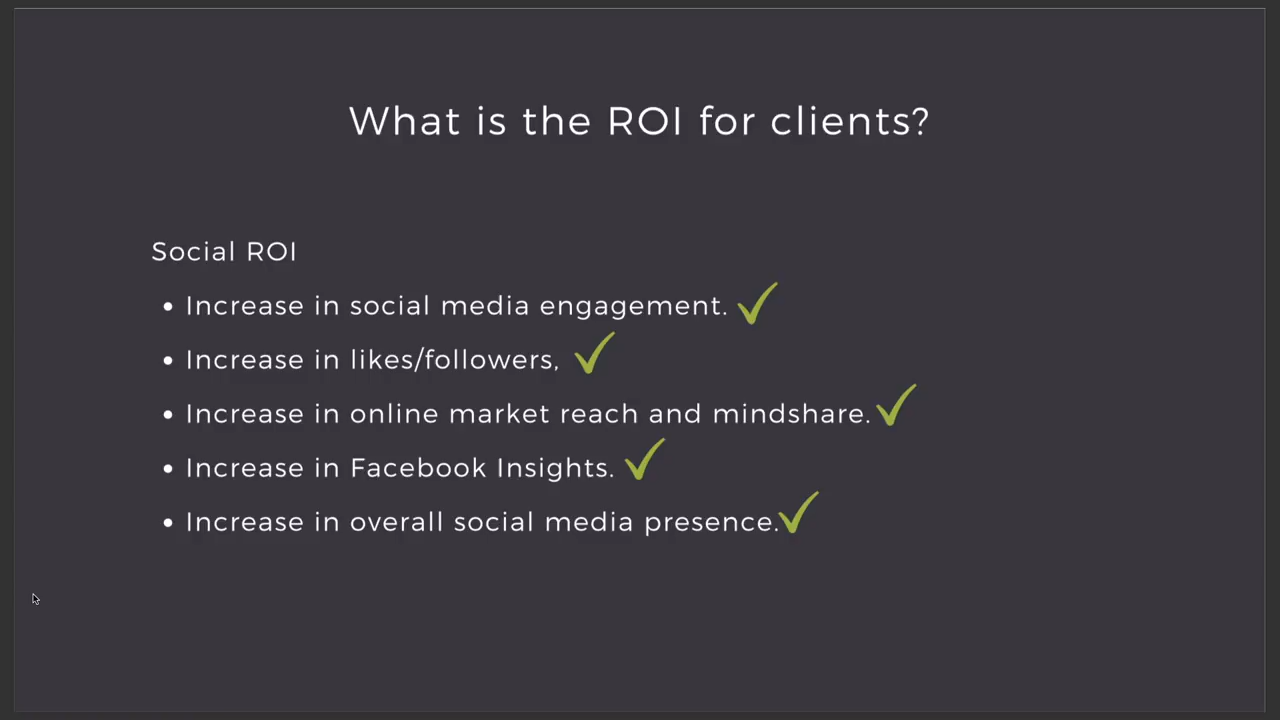 What is the ROI for clients?
Social ROI
• Increase in social media engagement.
• Increase in likes/followers,
• Increase in online market reach and mindshare.
• Increase in Facebook Insights.
• Increase in overall social media presence.